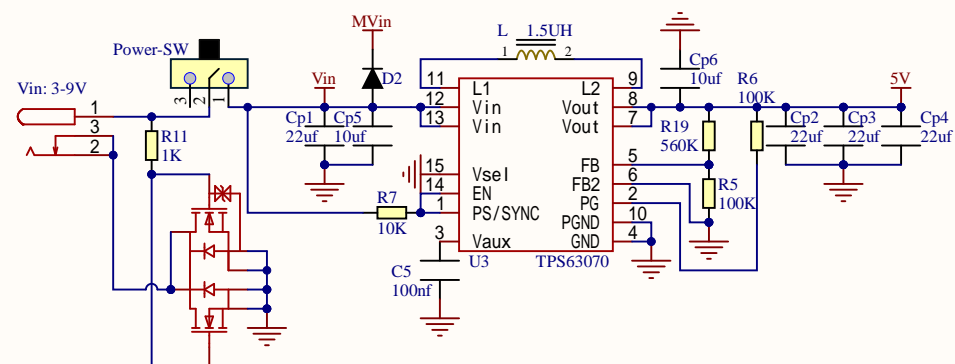 MVin
L 1.5UH
1 2
Power-SW
Vin: 3-9V
3 2 1
Vin
D2
Cp6
10uf
R6
100K
5V
1
3
2
R11
1K
Cp1
22uf
Cp5
10uf
11 L1 L2 9
12 Vin Vout 8
13 Vin Vout 7
R19
560K
Cp2
22uf
Cp3
22uf
Cp4
22uf
15 Vsel FB 5
14 EN FB2 6
1 PS/SYNC PG 2
PGND 10
3 Vaux GND 4
R7
10K
R5
100K
U3 TPS63070
C5
100nf